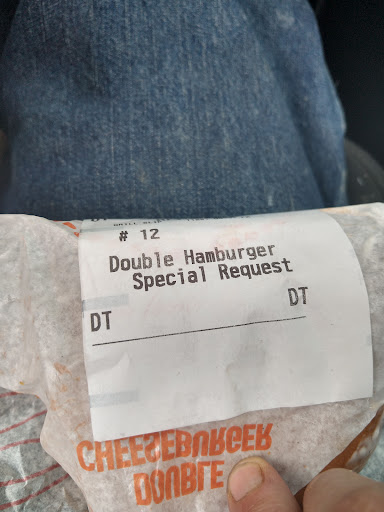 # 12
Double Hamburger
Special Request
DT DT
DOUBLE
CHEESEBURGER